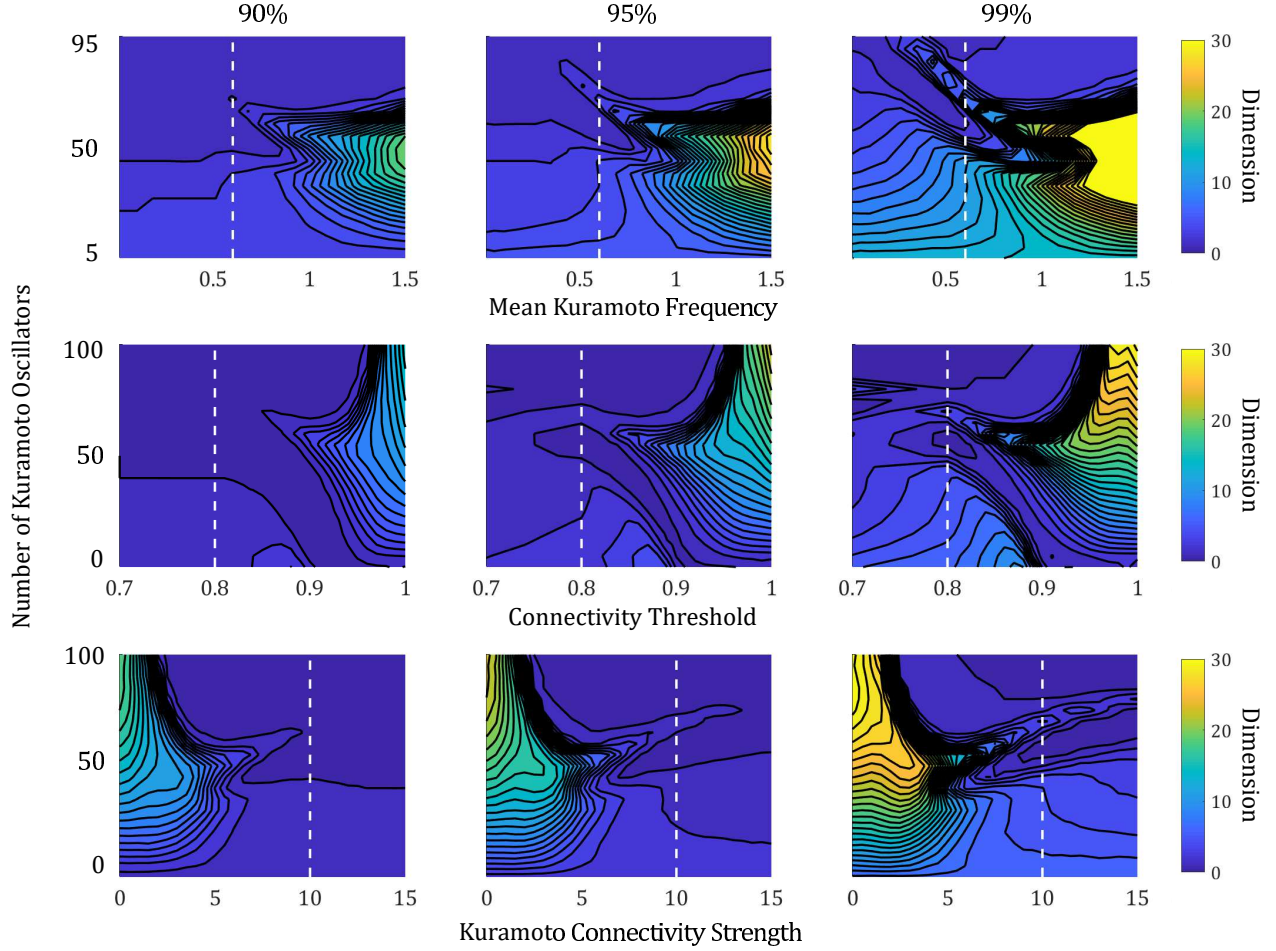 90% 95% 99%
95
50
5
0.5 1 1.5
0.5 1 1.5
0.5 1 1.5
30
20
10
0
Dimension
Mean Kuramoto Frequency
Number of Kuramoto Oscillators
100
50
0
0.7 0.8 0.9 1
0.7 0.8 0.9 1
0.7 0.8 0.9 1
30
20
10
0
Dimension
Connectivity Threshold
100
50
0
0 5 10 15
0 5 10 15
0 5 10 15
30
20
10
0
Dimension
Kuramoto Connectivity Strength